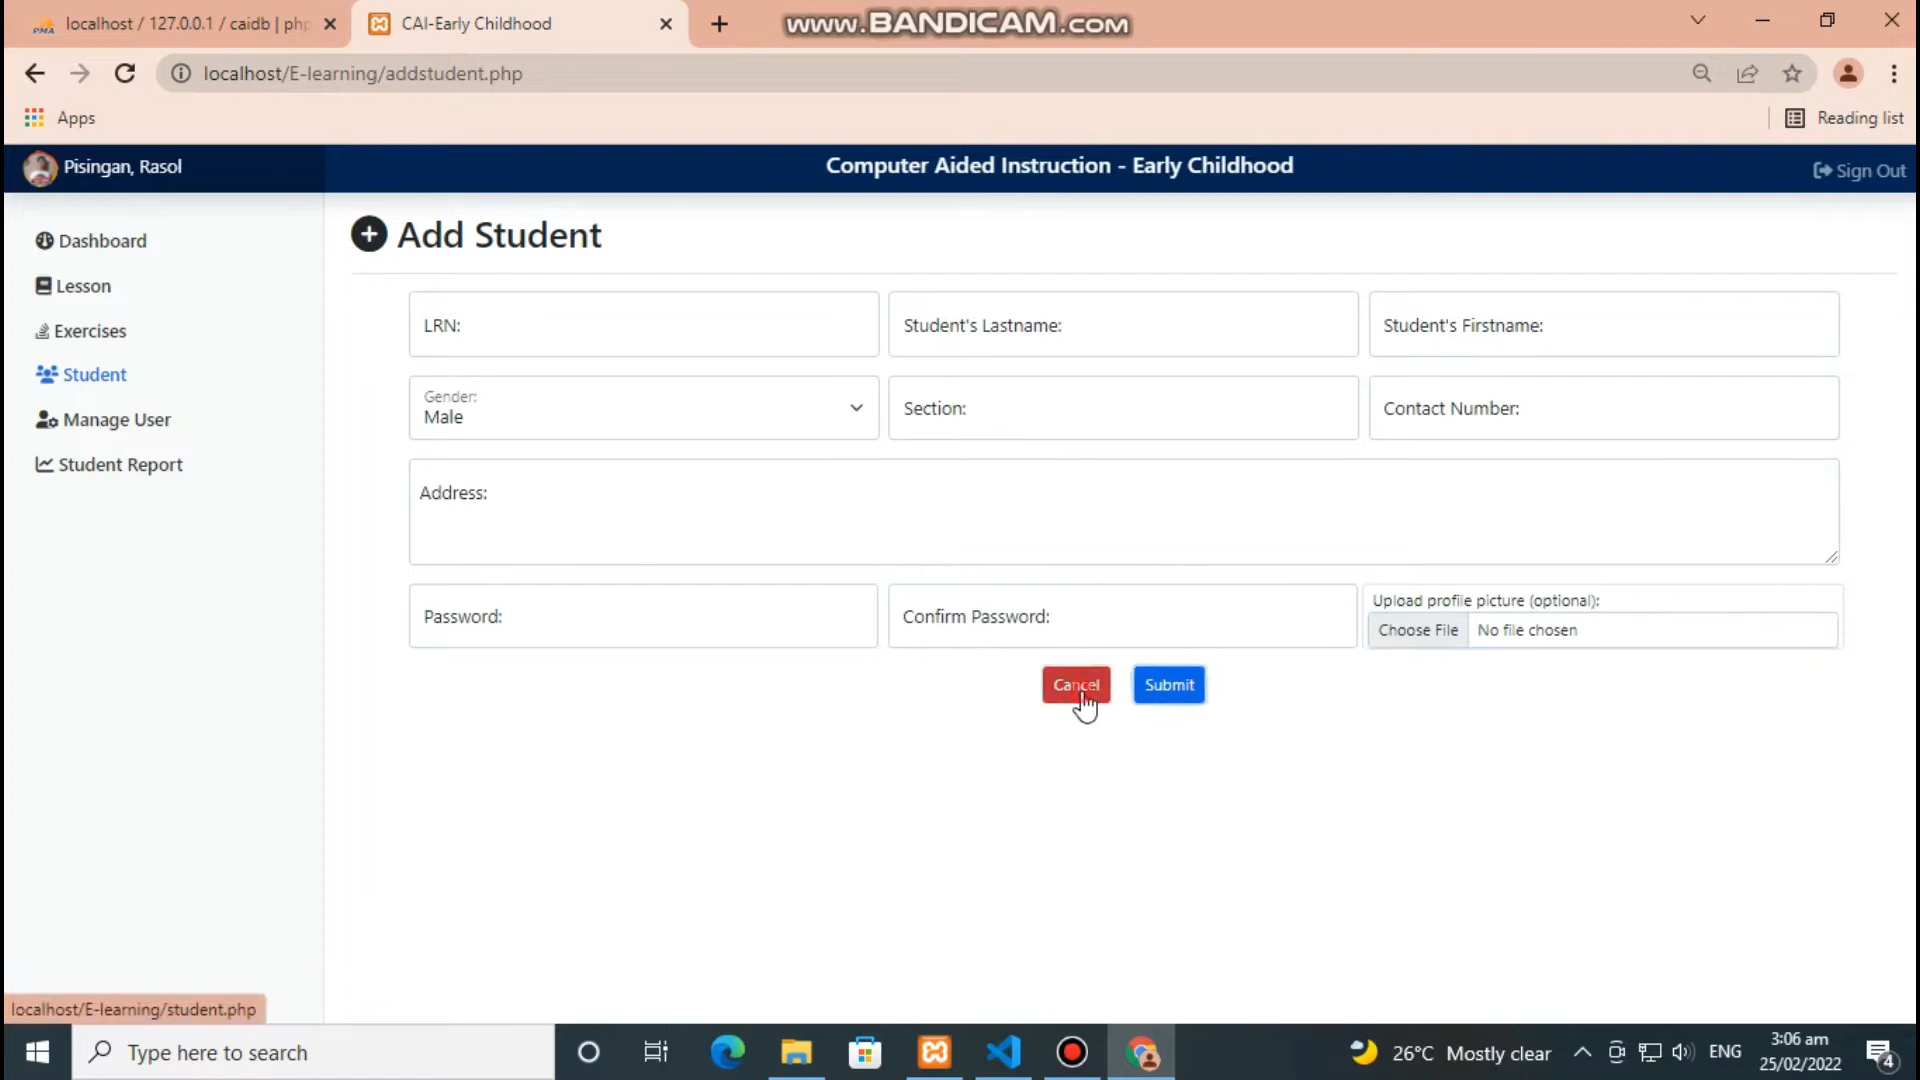 localhost / 127.0.0.1 / caidb | php
CAI-Early Childhood
www.BANDICAM.com
localhost/E-learning/addstudent.php
Apps
Reading list
Pisingan, Rasol
Computer Aided Instruction - Early Childhood
Sign Out
Dashboard
Lesson
Exercises
Student
Manage User
Student Report
Add Student
LRN:
Student's Lastname:
Student's Firstname:
Gender:
Male
Section:
Contact Number:
Address:
Password:
Confirm Password:
Upload profile picture (optional):
Choose File
No file chosen
Cancel
Submit
localhost/E-learning/student.php
Type here to search
26°C Mostly clear
ENG
3:06 am
25/02/2022
4